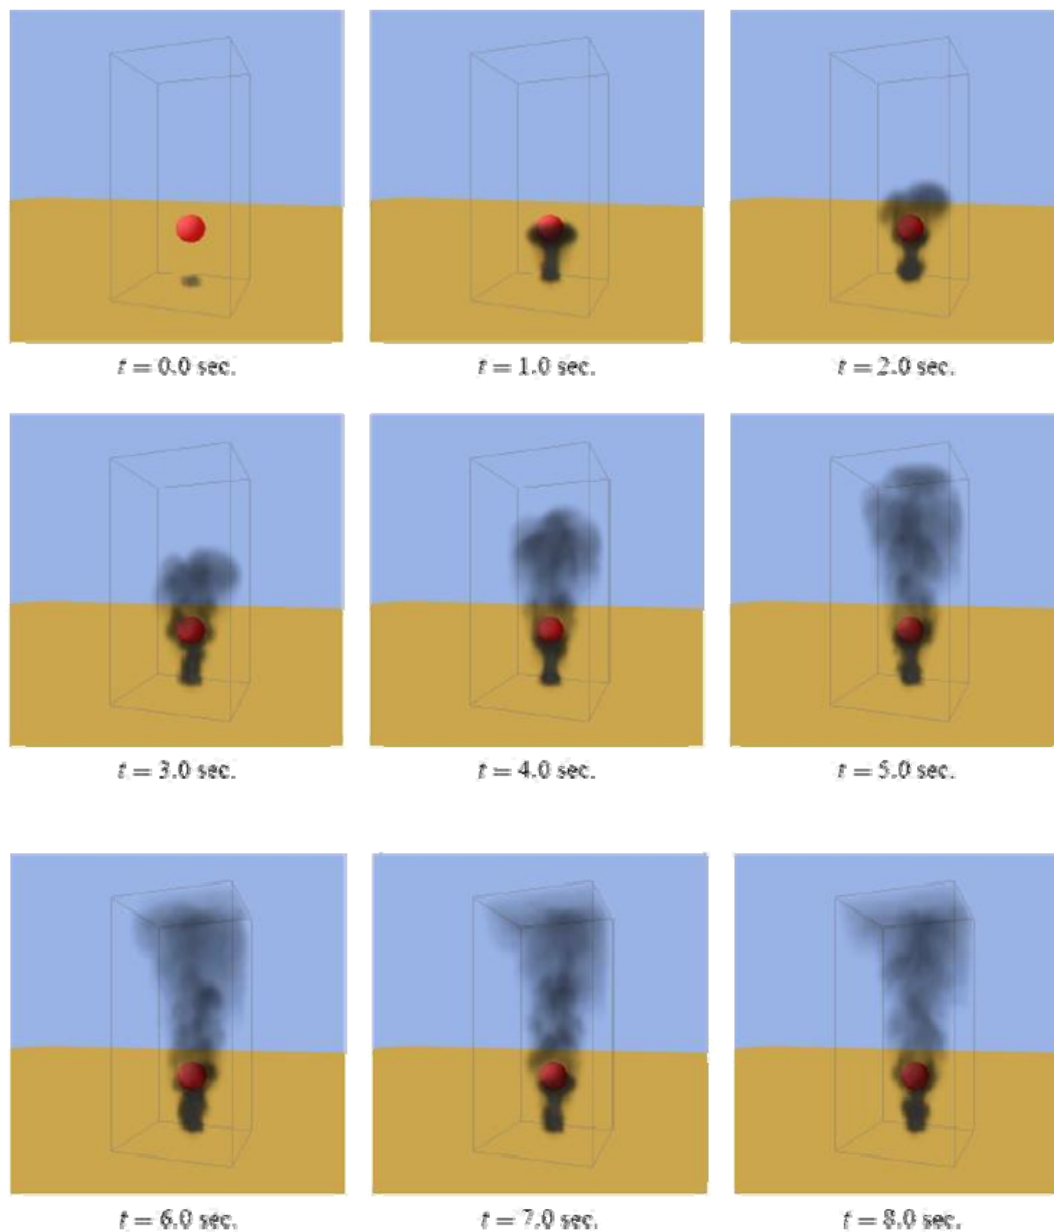 t = 0.0 sec.
t = 1.0 sec.
t = 2.0 sec.
t = 3.0 sec.
t = 4.0 sec.
t = 5.0 sec.
t = 6.0 sec.
t = 7.0 sec.
t = 8.0 sec.